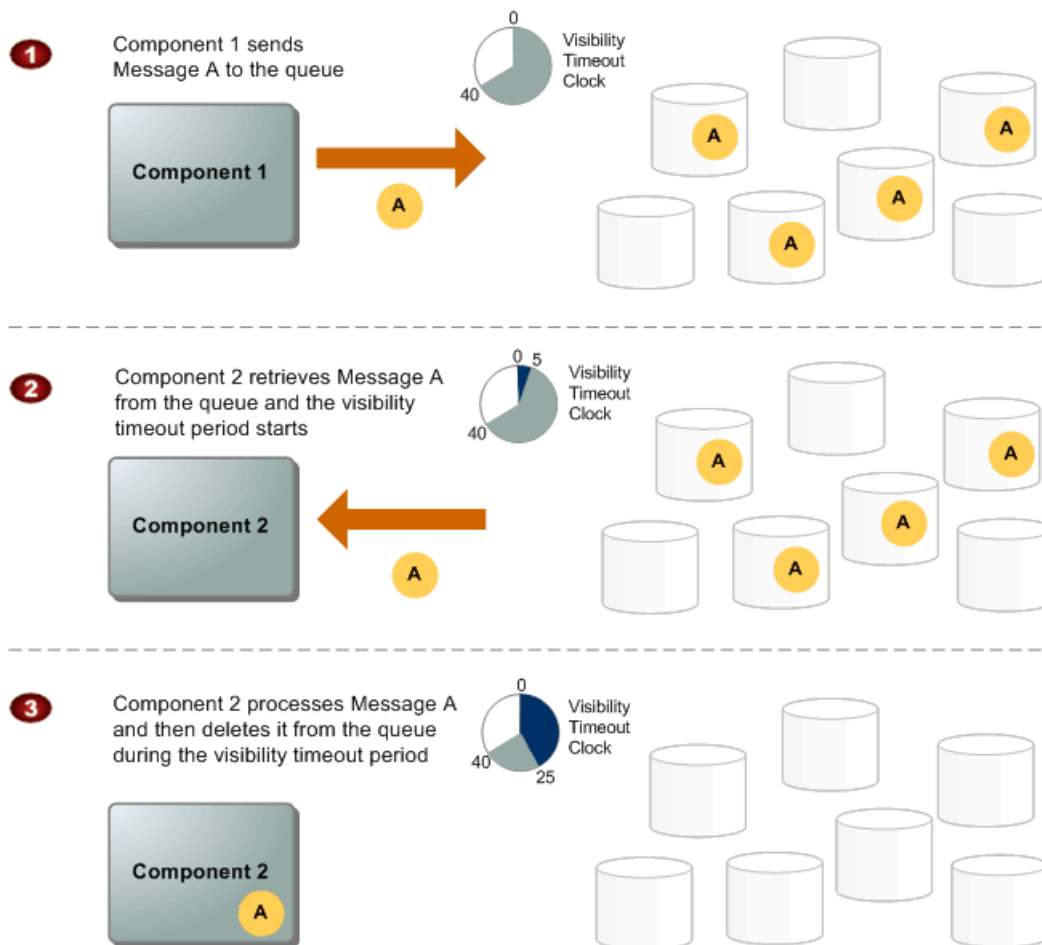 1
Component 1 sends
Message A to the queue
0
40
Visibility
Timeout
Clock
Component 1
A
A
A
A
A
2
Component 2 retrieves Message A
from the queue and the visibility
timeout period starts
0 5
40
Visibility
Timeout
Clock
Component 2
A
A
A
A
A
3
Component 2 processes Message A
and then deletes it from the queue
during the visibility timeout period
0
40
25
Visibility
Timeout
Clock
Component 2
A